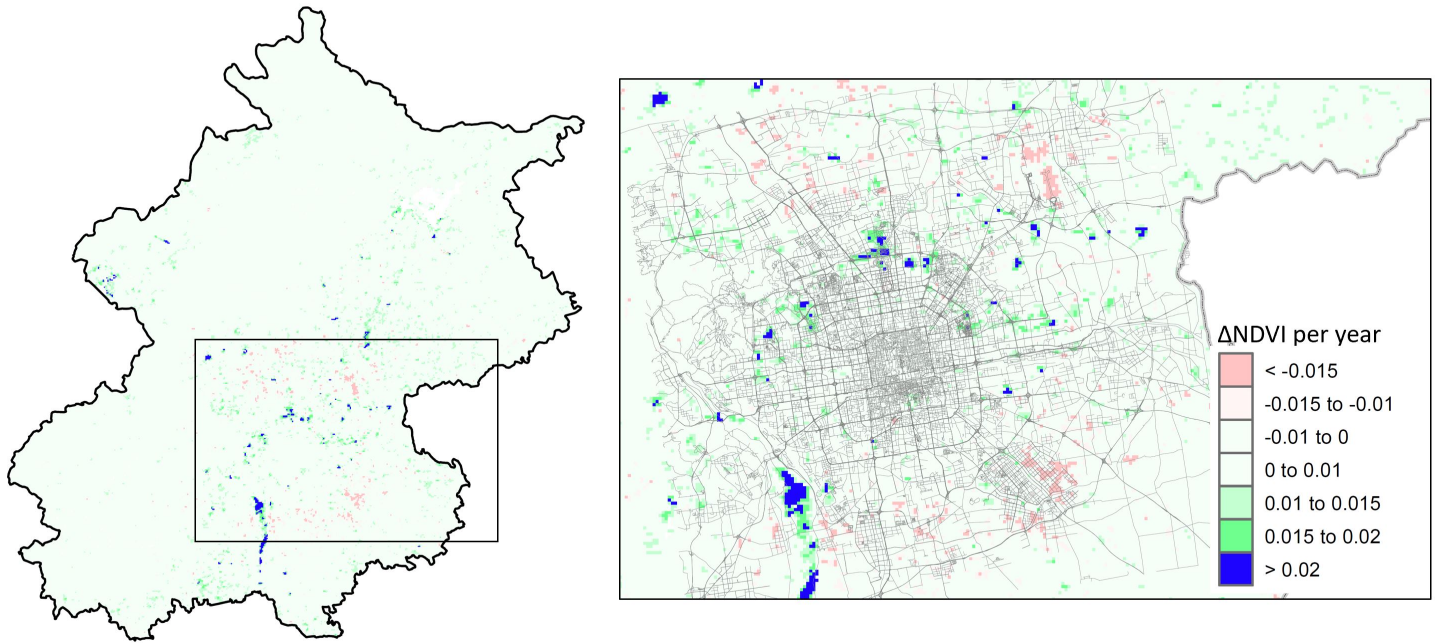 ΔNDVI per year
< -0.015
-0.015 to -0.01
-0.01 to 0
0 to 0.01
0.01 to 0.015
0.015 to 0.02
> 0.02